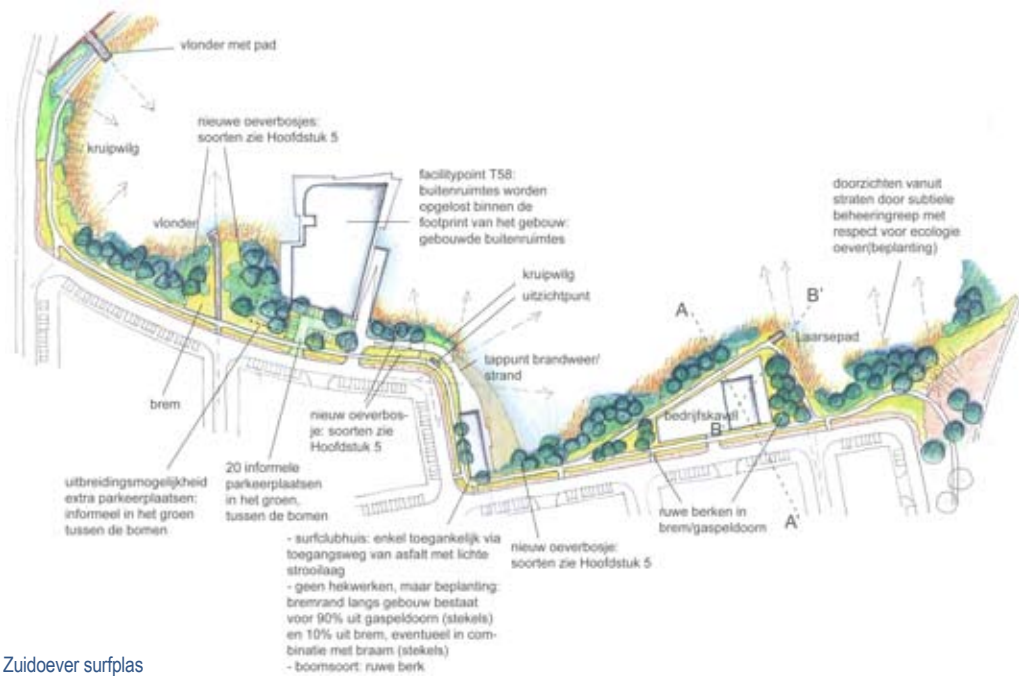 vlonder met pad
nieuwe oeverbosjes:
soorten zie Hoofdstuk 5
kruipwilg
facilitypoint T58:
buitenruimtes worden
opgelost binnen de
footprint van het gebouw:
gebouwde buitenruimtes
doorzichten vanuit
straten door subtiele
beheeringreep met
respect voor ecologie
oever(beplanting)
vlonder
kruipwilg
uitzichtpunt
A
B'
Laarsepad
tappunt brandweer/
strand
brem
nieuw oeverbos-
je: soorten zie
Hoofdstuk 5
bedrijfskavel
B
20 informele
parkeerplaatsen
in het groen,
tussen de bomen
uitbreidingsmogelijkheid
extra parkeerplaatsen:
informeel in het groen
tussen de bomen
ruwe berken in
brem/gaspeldoorn
A'
- surfclubhuis: enkel toegankelijk via
toegangsweg van asfalt met lichte
strooilaag
- geen hekwerken, maar beplanting:
bremrand langs gebouw bestaat
voor 90% uit gaspeldoorn (stekels)
en 10% uit brem, eventueel in com-
binatie met braam (stekels)
- boomsoort: ruwe berk
nieuw oeverbosje:
soorten zie Hoofdstuk 5
Zuidoever surfplas